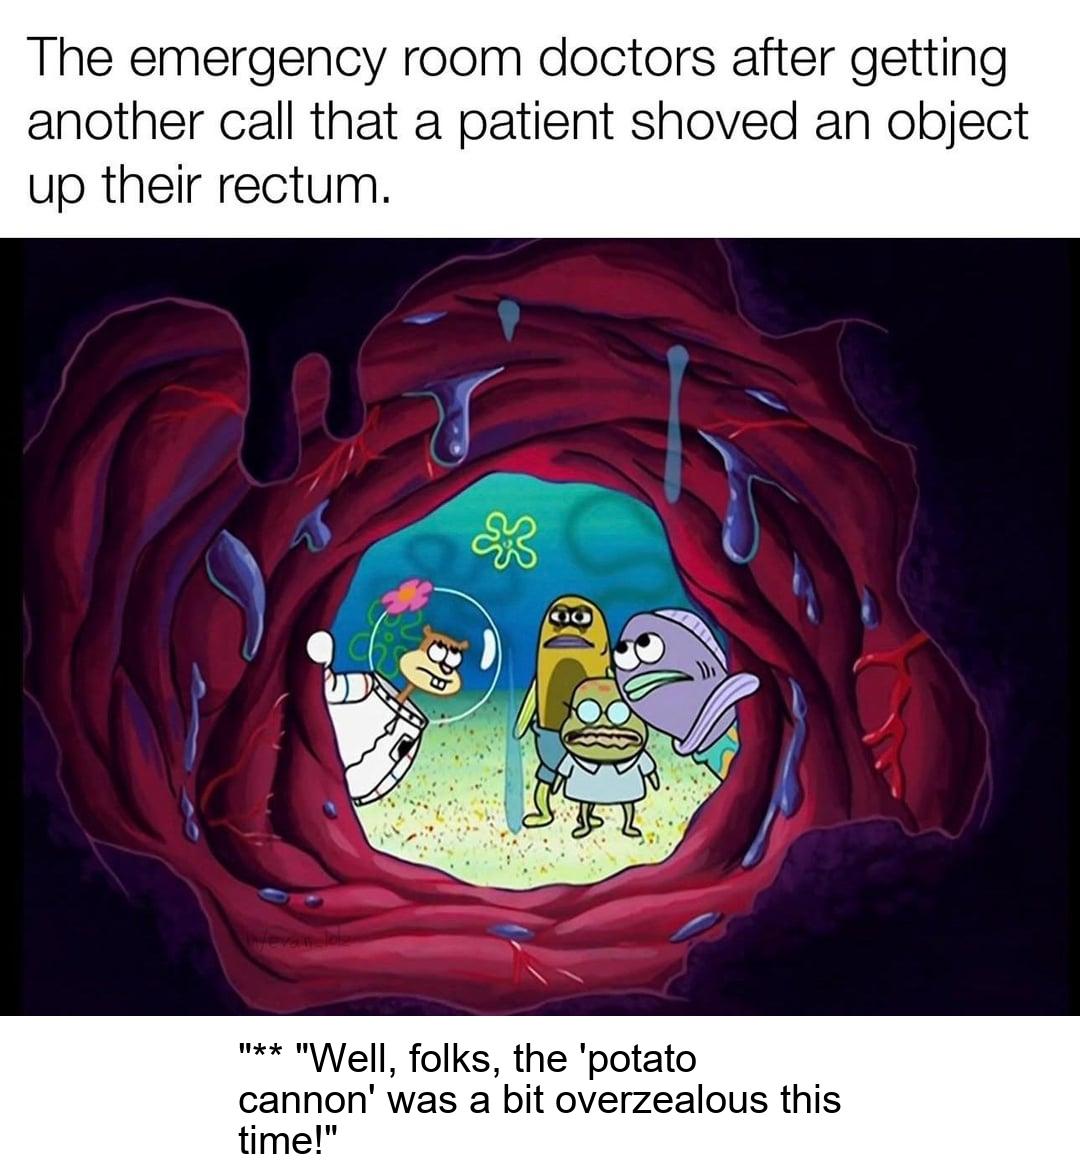 The emergency room doctors after getting
another call that a patient shoved an object
up their rectum.
"** "Well, folks, the 'potato
cannon' was a bit overzealous this
time!"